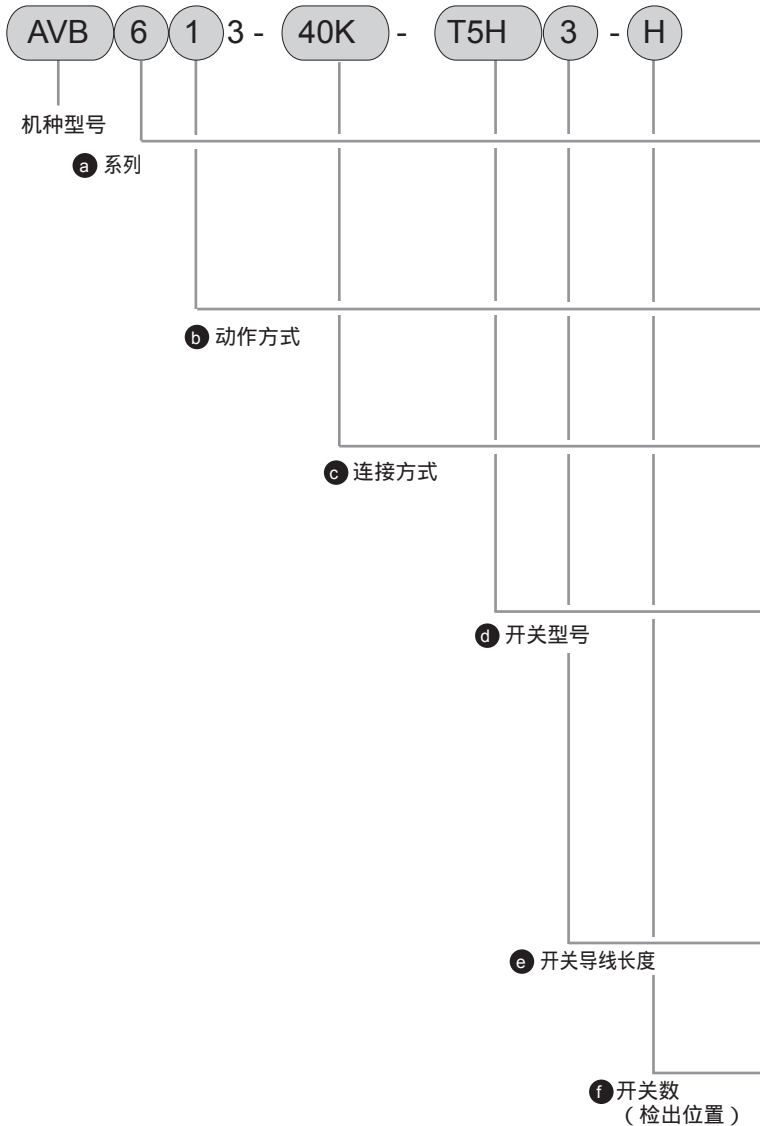 AVB 6 1 3 - 40K - T5H 3 - H
机种型号
a 系列
b 动作方式
c 连接方式
d 开关型号
e 开关导线长度
f 开关数
（检出位置）